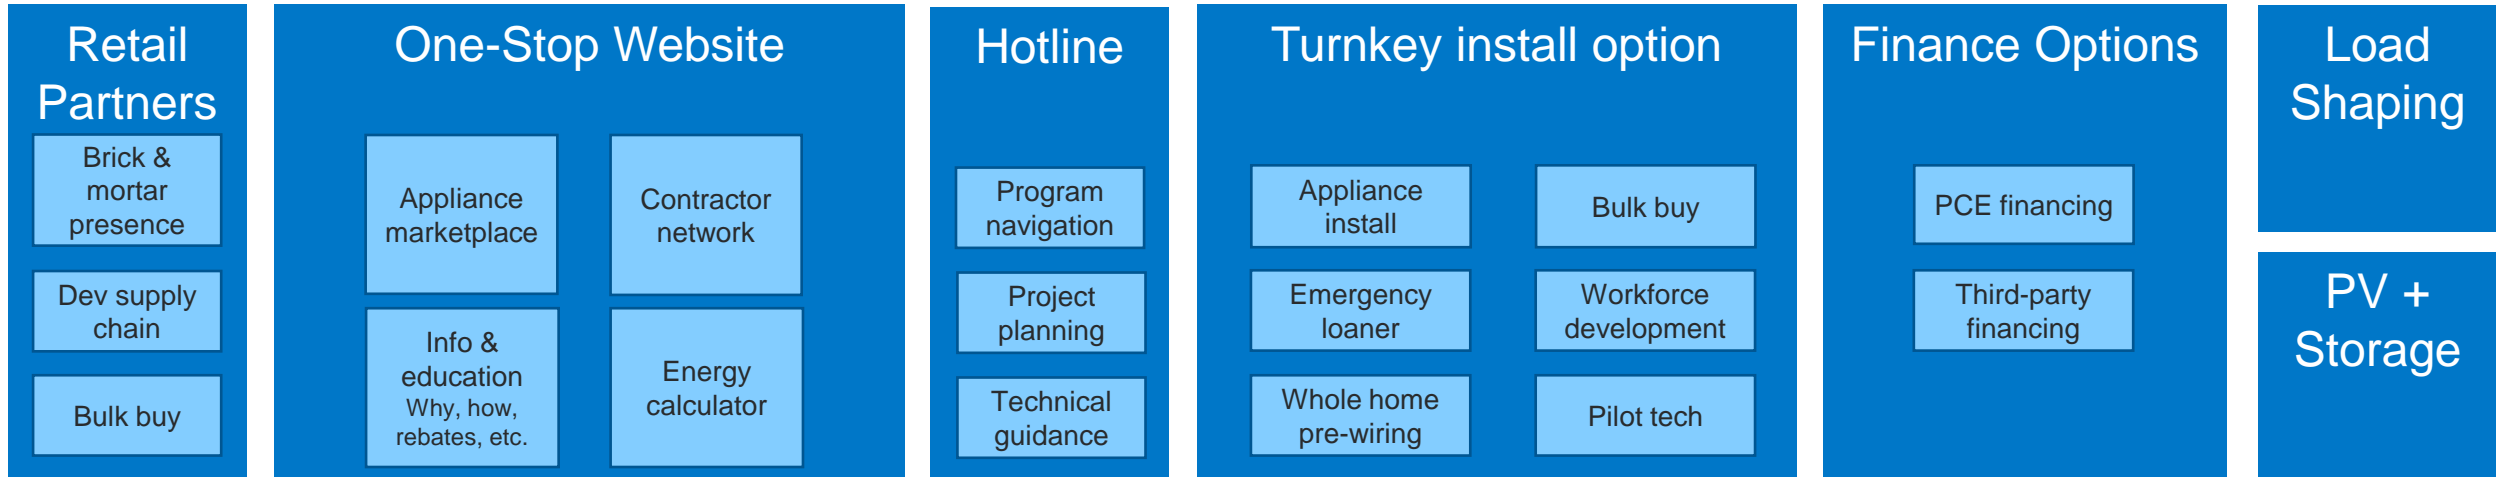 Retail
Partners
Brick &
mortar
presence
Dev supply
chain
Bulk buy
One-Stop Website
Appliance
marketplace
Contractor
network
Info &
education
Why, how,
rebates, etc.
Energy
calculator
Hotline
Program
navigation
Project
planning
Technical
guidance
Turnkey install option
Appliance
install
Bulk buy
Emergency
loaner
Workforce
development
Whole home
pre-wiring
Pilot tech
Finance Options
PCE financing
Third-party
financing
Load
Shaping
PV +
Storage